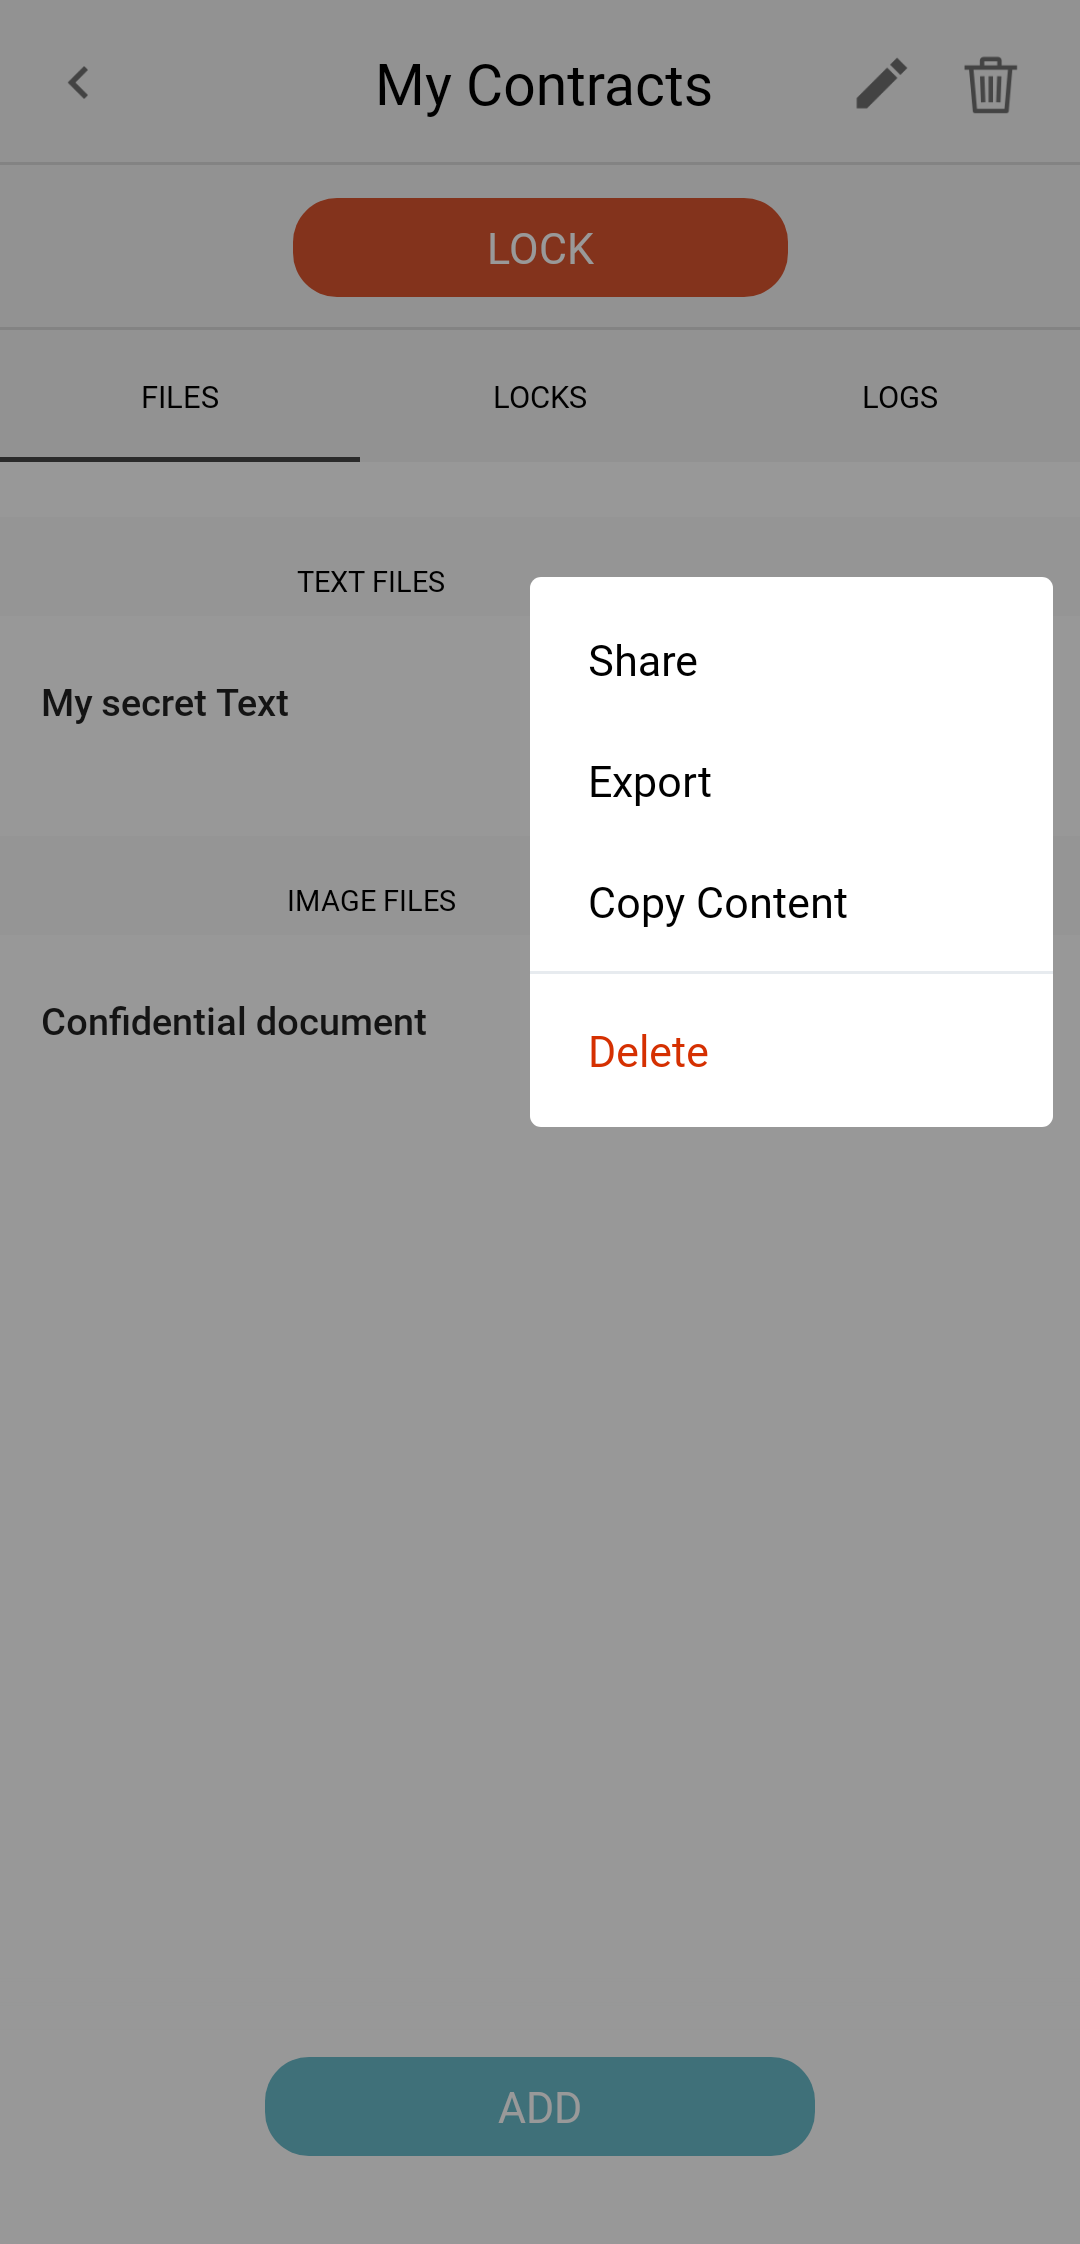 My Contracts
LOCK
FILES LOCKS LOGS
TEXT FILES
My secret Text
IMAGE FILES
Confidential document
Share
Export
Copy Content
Delete
ADD